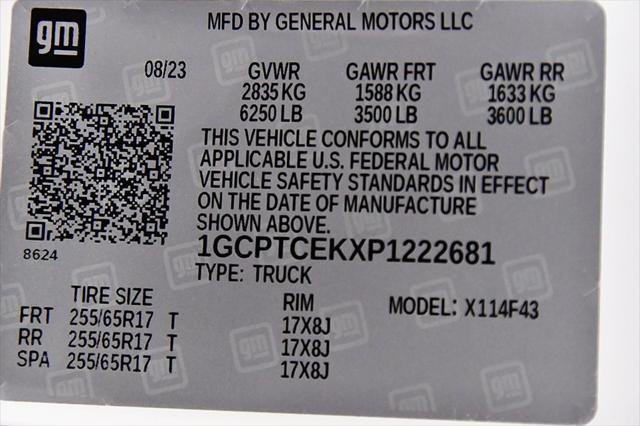 gm
MFD BY GENERAL MOTORS LLC
08/23 GVWR GAWR FRT GAWR RR
2835 KG 1588 KG 1633 KG
6250 LB 3500 LB 3600 LB
THIS VEHICLE CONFORMS TO ALL
APPLICABLE U.S. FEDERAL MOTOR
VEHICLE SAFETY STANDARDS IN EFFECT
ON THE DATE OF MANUFACTURE
SHOWN ABOVE.
8624
1GCPTCEKXP1222681
TYPE: TRUCK
TIRE SIZE RIM MODEL: X114F43
FRT 255/65R17 T 17X8J
RR 255/65R17 T 17X8J
SPA 255/65R17 T 17X8J